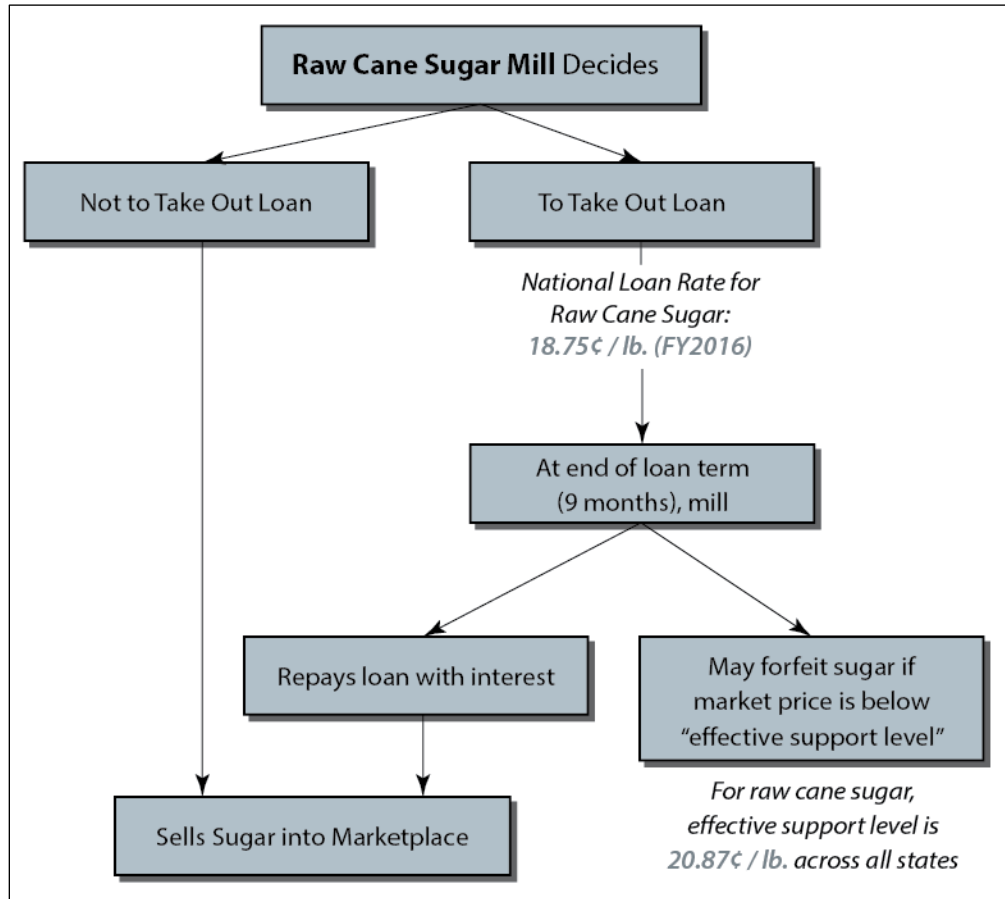 Raw Cane Sugar Mill Decides
Not to Take Out Loan
To Take Out Loan
National Loan Rate for
Raw Cane Sugar:
18.75¢ / lb. (FY2016)
At end of loan term
(9 months), mill
Repays loan with interest
May forfeit sugar if
market price is below
“effective support level”
Sells Sugar into Marketplace
For raw cane sugar,
effective support level is
20.87¢ / lb. across all states